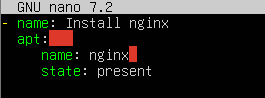 GNU nano 7.2
- name: Install nginx
  apt:
    name: nginx
    state: present